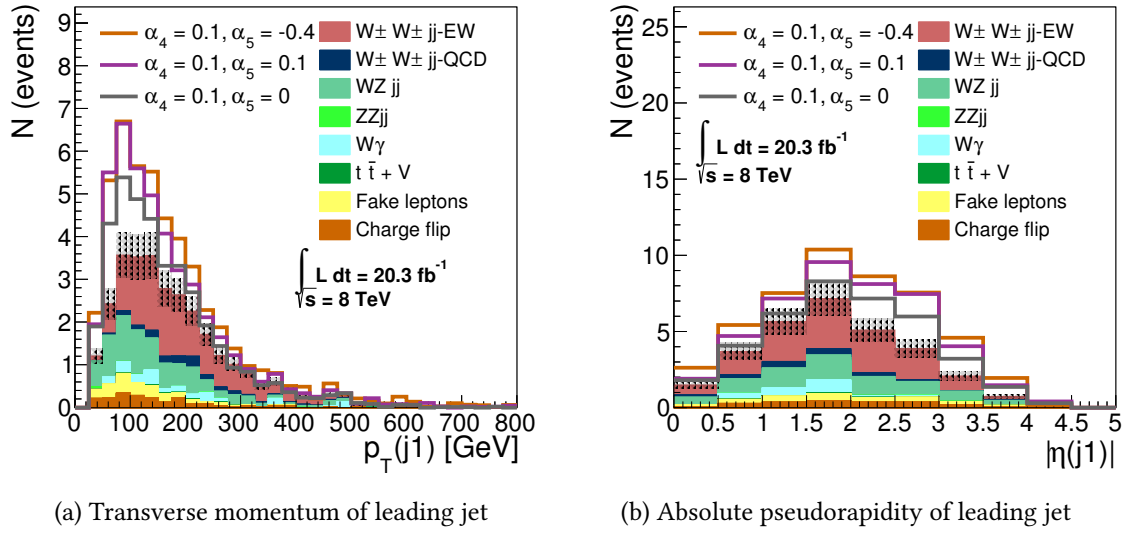 N (events)
9
8
7
6
5
4
3
2
1
0
α4 = 0.1, α5 = -0.4
α4 = 0.1, α5 = 0.1
α4 = 0.1, α5 = 0
W± W± jj-EW
W± W± jj-QCD
WZ jj
ZZjj
Wγ
t t̄ + V
Fake leptons
Charge flip
∫ L dt = 20.3 fb-1
√s = 8 TeV
0 100 200 300 400 500 600 700 800
pT(j1) [GeV]
(a) Transverse momentum of leading jet
N (events)
25
20
15
10
5
0
α4 = 0.1, α5 = -0.4
α4 = 0.1, α5 = 0.1
α4 = 0.1, α5 = 0
W± W± jj-EW
W± W± jj-QCD
WZ jj
ZZjj
Wγ
t t̄ + V
Fake leptons
Charge flip
∫ L dt = 20.3 fb-1
√s = 8 TeV
0 0.5 1 1.5 2 2.5 3 3.5 4 4.5 5
|η(j1)|
(b) Absolute pseudorapidity of leading jet